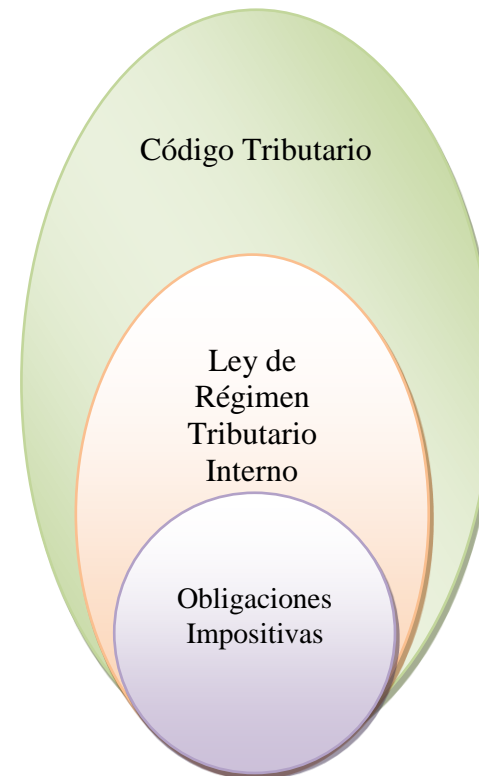 Código Tributario
Ley de
Régimen
Tributario
Interno
Obligaciones
Impositivas